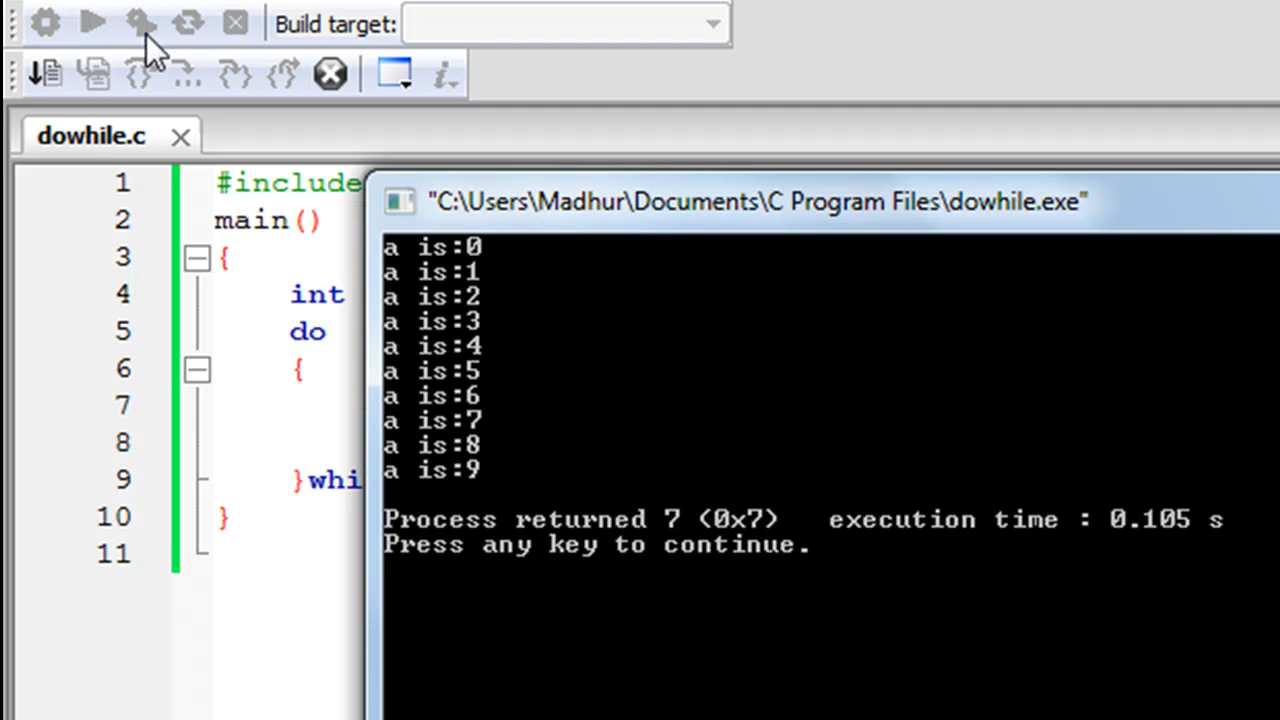 Build target:
dowhile.c
1 #include
2 main()
3 {
4 int
5 do
6 {
7
8
9 }whi
10 }
11
"C:\Users\Madhur\Documents\C Program Files\dowhile.exe"
a is:0
a is:1
a is:2
a is:3
a is:4
a is:5
a is:6
a is:7
a is:8
a is:9
Process returned 7 (0x7) execution time : 0.105 s
Press any key to continue.